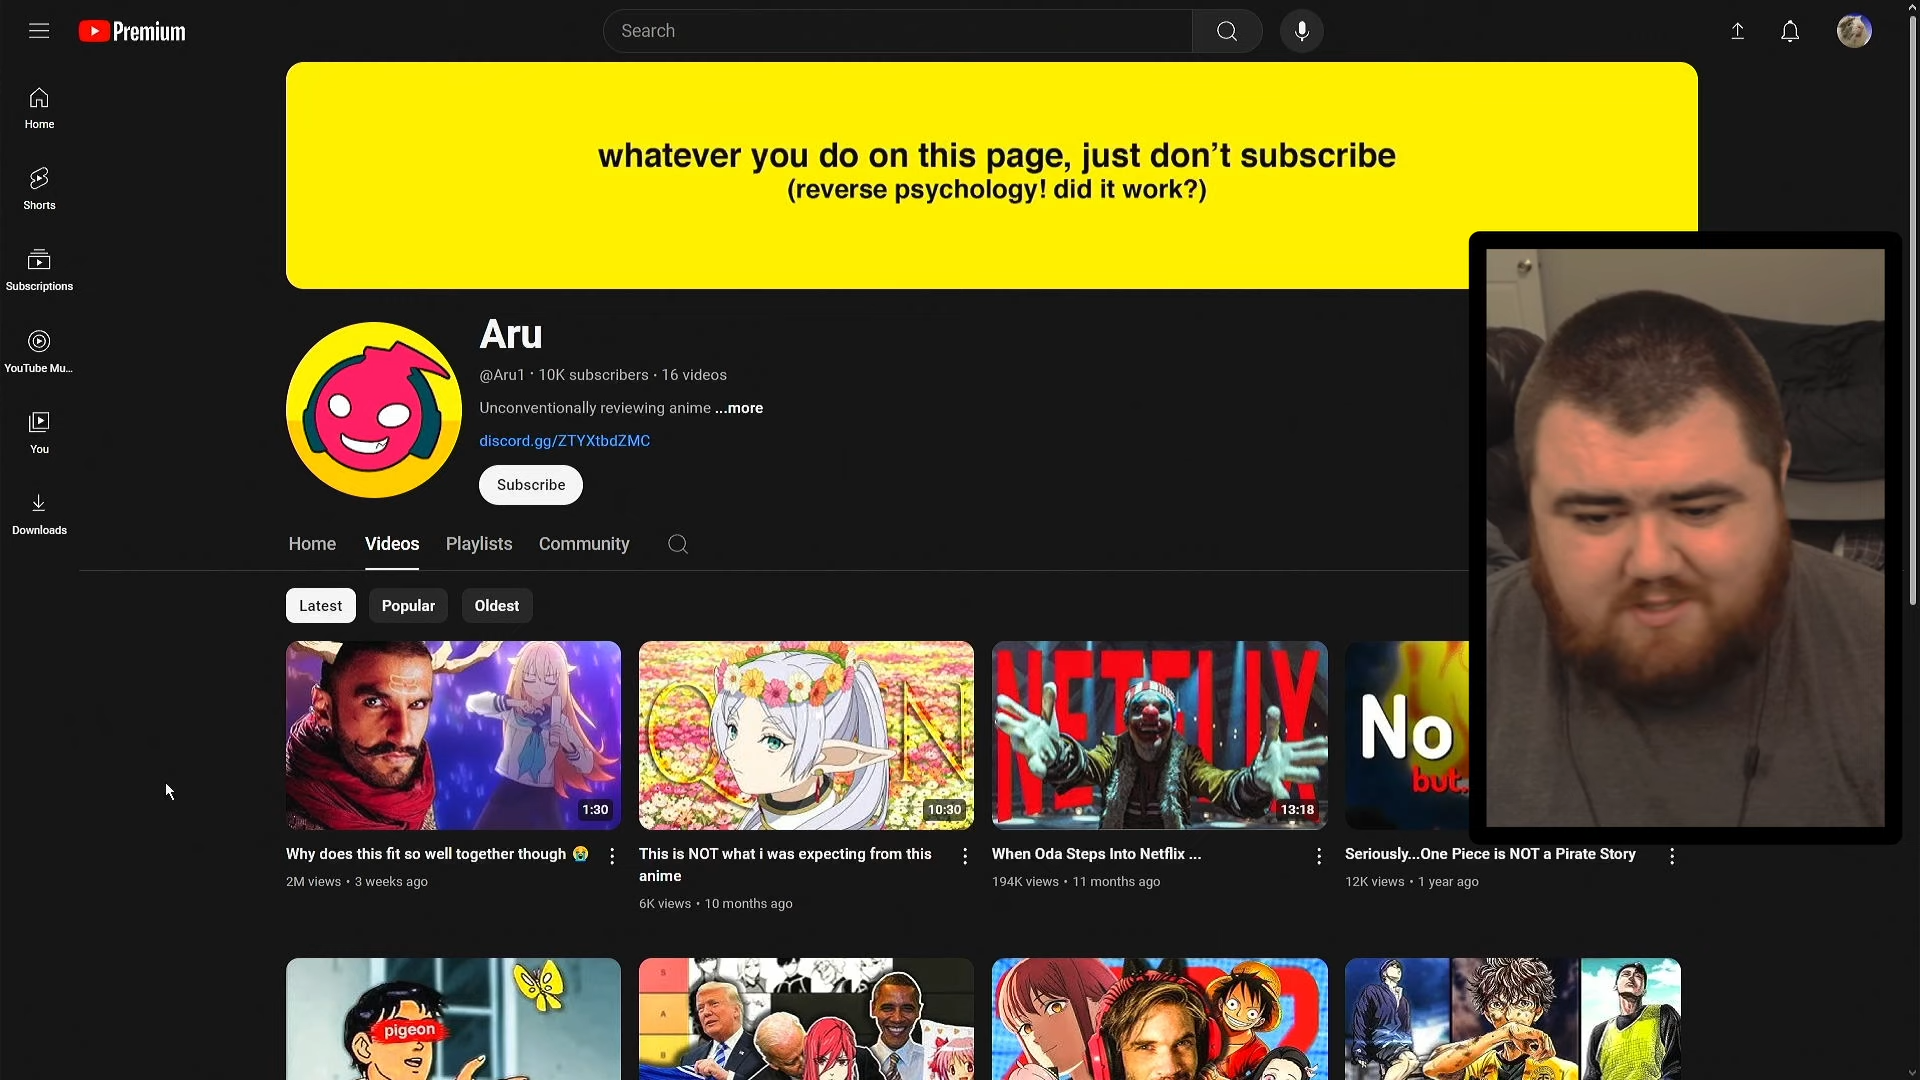 Premium
Search
Home
Shorts
Subscriptions
YouTube Mu...
You
Downloads
whatever you do on this page, just don't subscribe
(reverse psychology! did it work?)
Aru
@Aru1 • 10K subscribers • 16 videos
Unconventionally reviewing anime ...more
discord.gg/ZTYXtbdZMC
Subscribe
Home Videos Playlists Community
Latest Popular Oldest
1:30
10:30
NETFLIX
13:18
No
but
Why does this fit so well together though 😭
2M views • 3 weeks ago
This is NOT what i was expecting from this
anime
6K views • 10 months ago
When Oda Steps Into Netflix ...
194K views • 11 months ago
Seriously...One Piece is NOT a Pirate Story
12K views • 1 year ago
pigeon
S
A
B